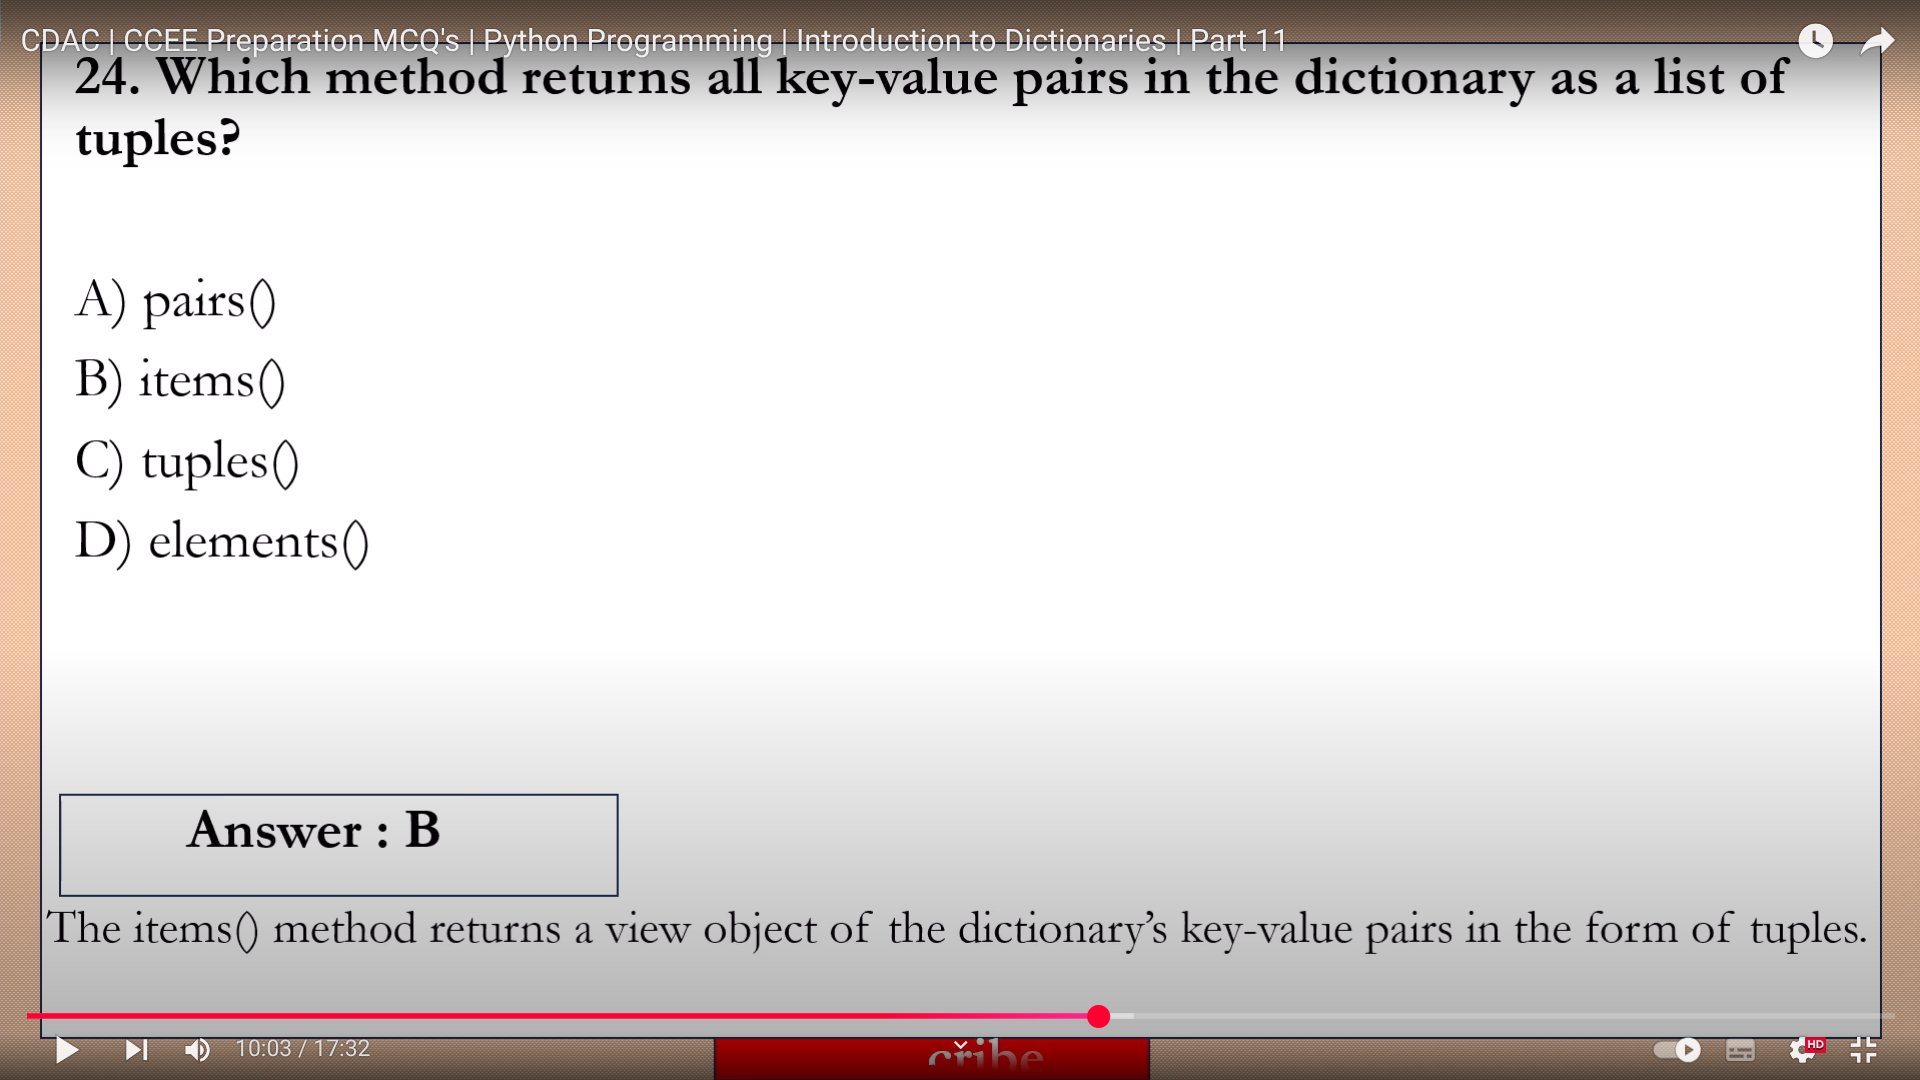 CDAC | CCEE Preparation MCQ's | Python Programming | Introduction to Dictionaries | Part 11
24. Which method returns all key-value pairs in the dictionary as a list of
tuples?
A) pairs()
B) items()
C) tuples()
D) elements()
Answer : B
The items() method returns a view object of the dictionary’s key-value pairs in the form of tuples.
10:03 / 17:32
cribe
HD